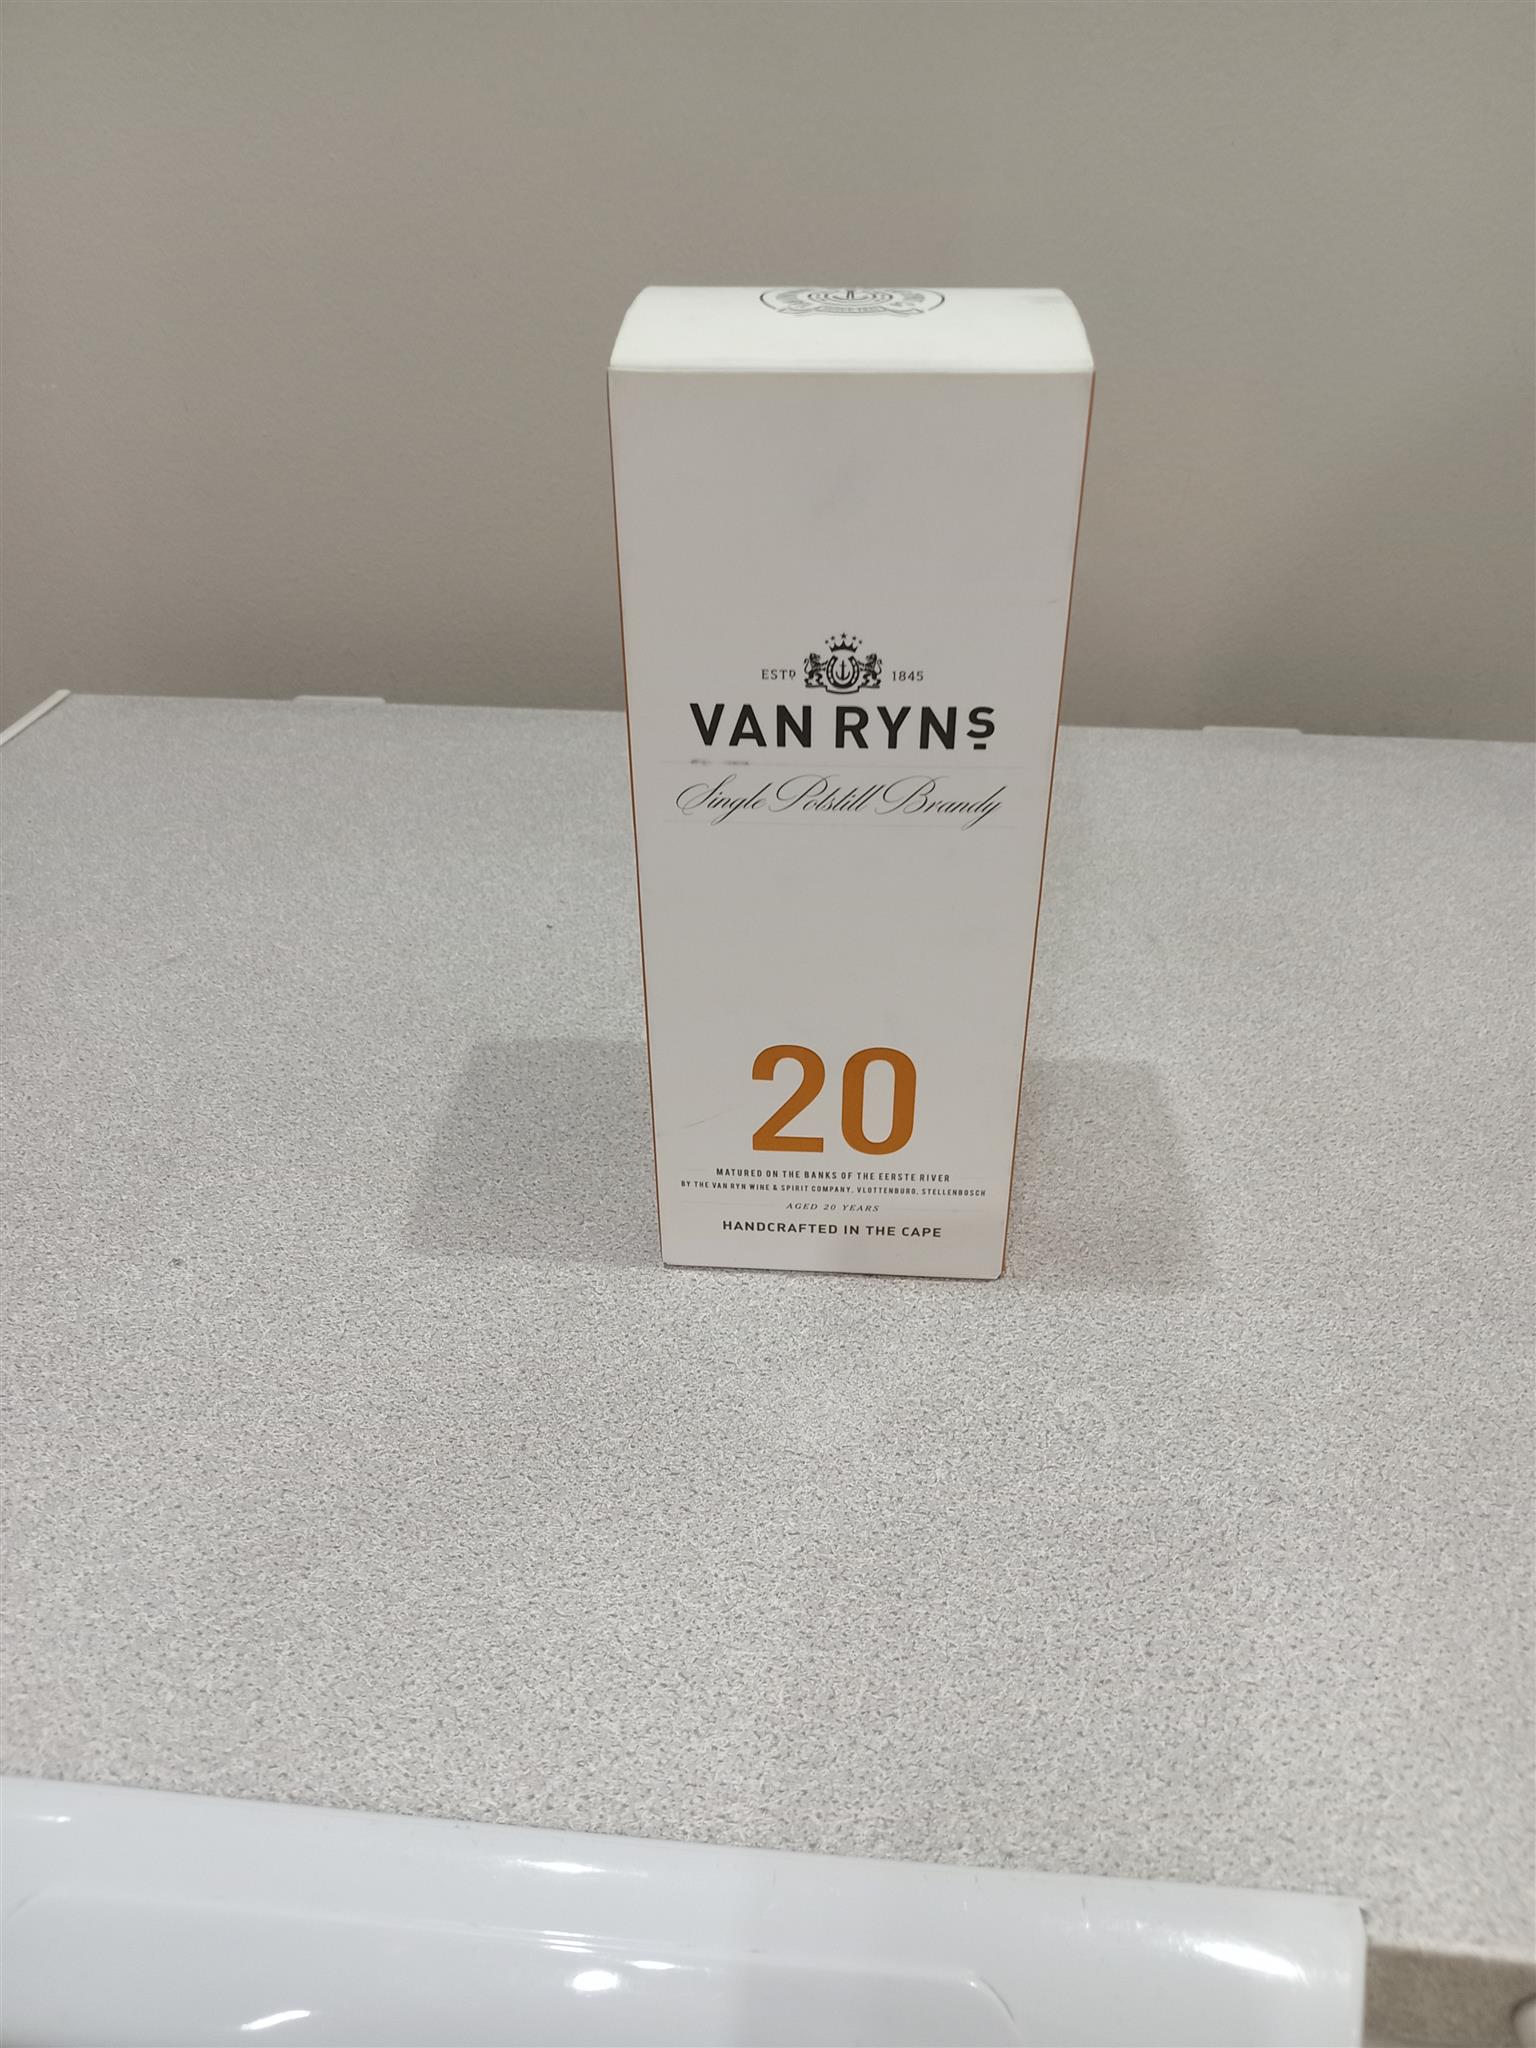 ESTD 1845
VAN RYNS
Single Potstill Brandy
20
MATURED ON THE BANKS OF THE EERSTE RIVER
BY THE VAN RYN WINE & SPIRIT COMPANY, VLOTTENBURG, STELLENBOSCH
AGED 20 YEARS
HANDCRAFTED IN THE CAPE